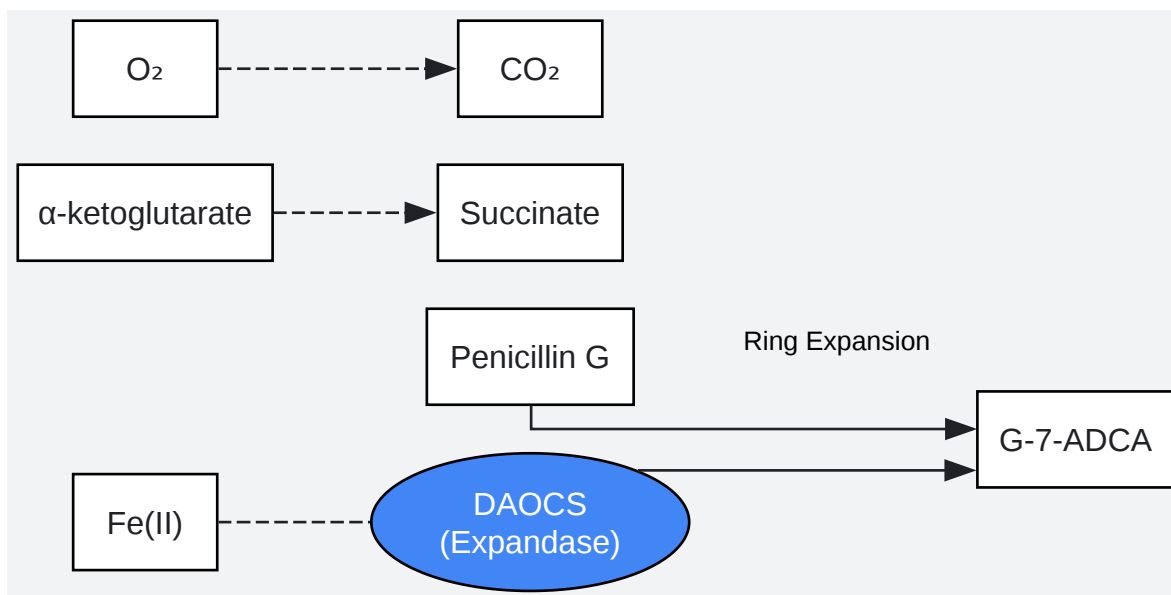 O₂
CO₂
α-ketoglutarate
Succinate
Penicillin G
Ring Expansion
G-7-ADCA
Fe(II)
DAOCS
(Expandase)